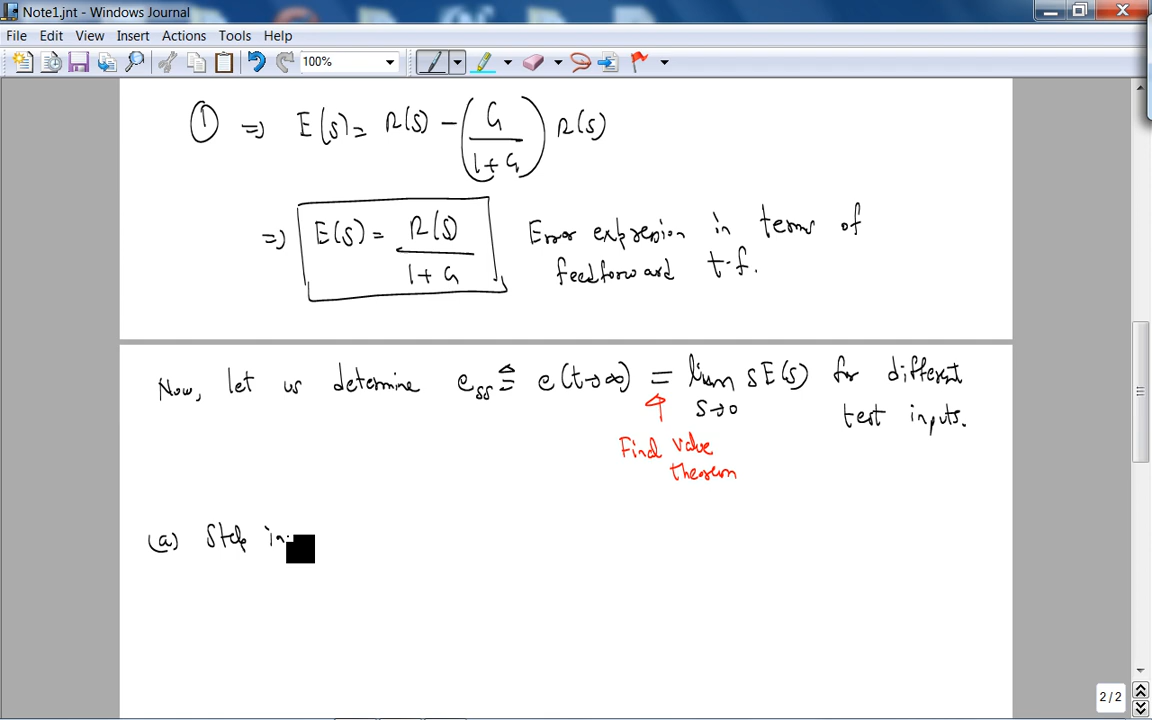 Note1.jnt - Windows Journal
File Edit View Insert Actions Tools Help
100%
① => E(s) = R(s) - (G / 1+G) R(s)
=> E(s) = R(s) / 1+G Error expression in terms of
feedforward t.f.
Now, let us determine e_ss ≜ e(t→∞) = lim s→0 sE(s) for different
test inputs.
Final value
theorem
(a) Step in
2/2